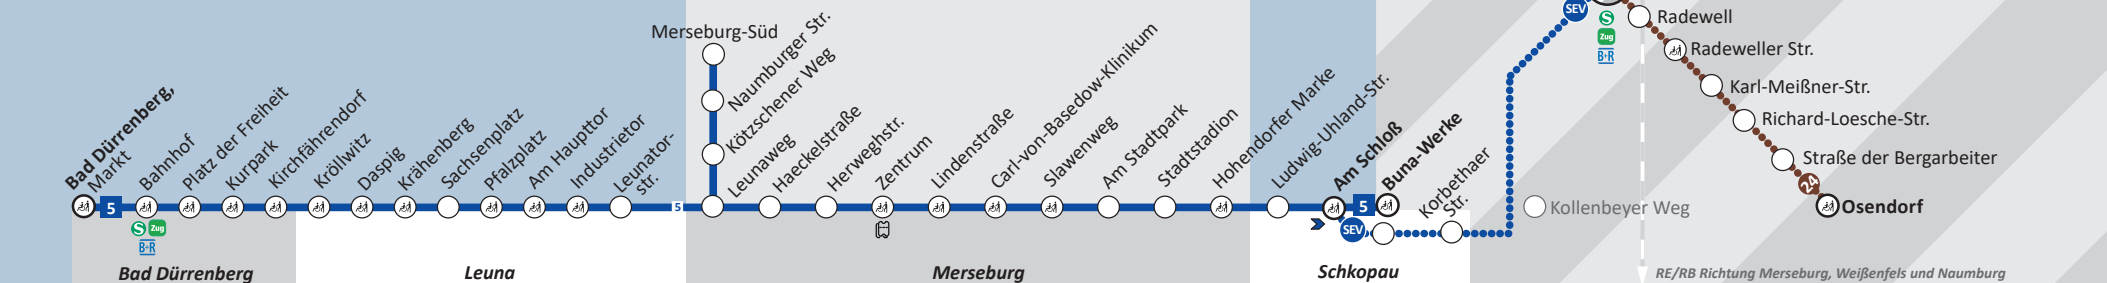 Bad Dürrenberg,
Markt
5
Bahnhof
S
Zug
B+R
Platz der Freiheit
Kurpark
Kirchfährendorf
Kröllwitz
Daspig
Krähenberg
Sachsenplatz
Pfalzplatz
Am Haupttor
Industrietor
Leunator-
str.
5
Merseburg-Süd
Naumburger Str.
Kötzschener Weg
Leunaweg
Haeckelstraße
Herweghstr.
Zentrum
Lindenstraße
Carl-von-Basedow-Klinikum
Slawenweg
Am Stadtpark
Stadtstadion
Hohendorfer Marke
Ludwig-Uhland-Str.
Am Schloß
5
Buna-Werke
SEV
Korbethaer
Str.
SEV
S
Zug
B+R
Radewell
Radeweller Str.
Karl-Meißner-Str.
Richard-Loesche-Str.
Straße der Bergarbeiter
24
Osendorf
Kollenbeyer Weg
Bad Dürrenberg
Leuna
Merseburg
Schkopau
RE/RB Richtung Merseburg, Weißenfels und Naumburg